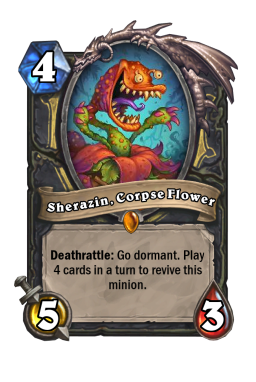 4
Sherazin, Corpse Flower
Deathrattle: Go dormant. Play
4 cards in a turn to revive this
minion.
5
3